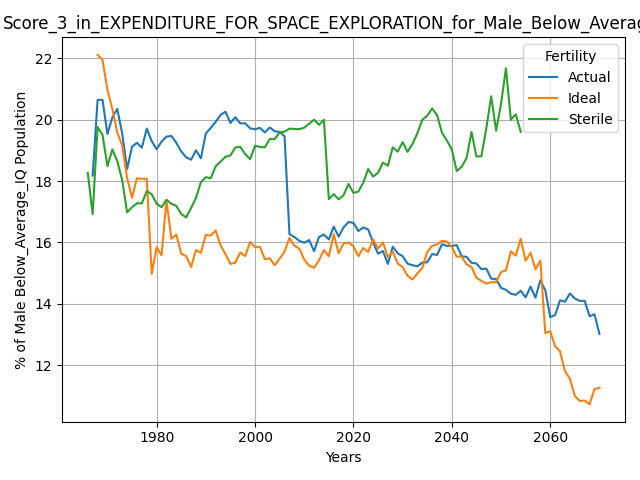 Score_3_in_EXPENDITURE_FOR_SPACE_EXPLORATION_for_Male_Below_Averag
Fertility
Actual
Ideal
Sterile
% of Male Below_Average_IQ Population
22
20
18
16
14
12
1980 2000 2020 2040 2060
Years